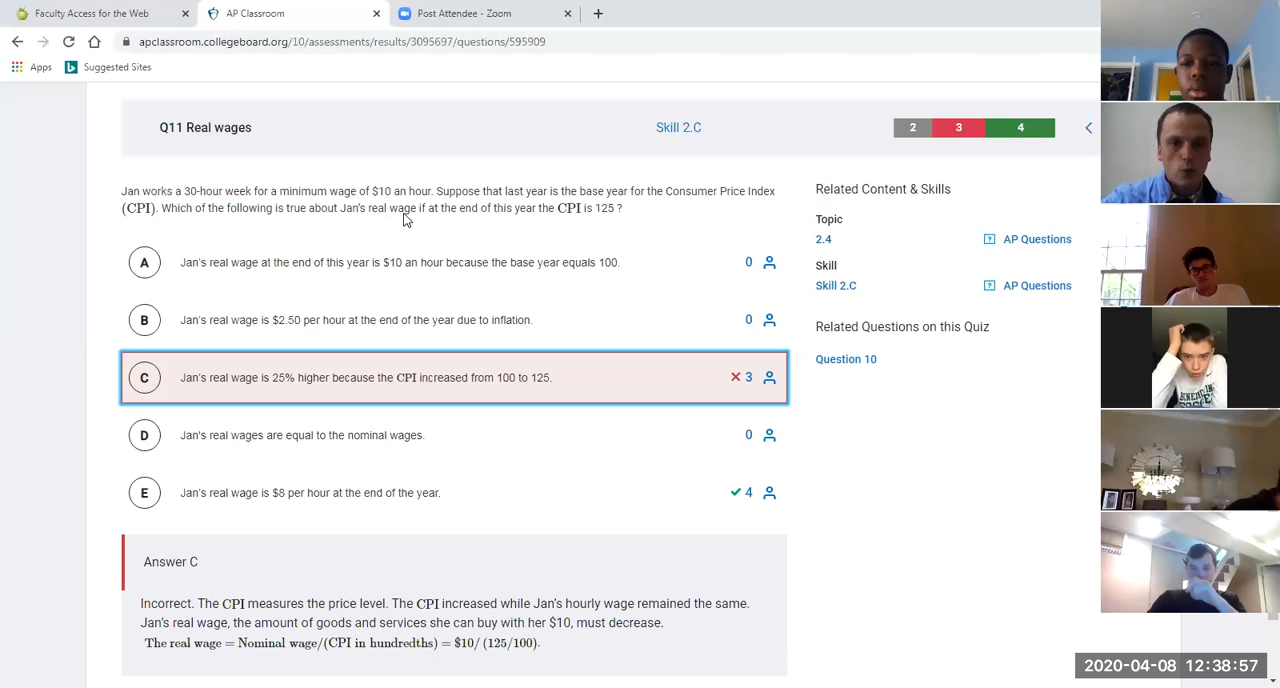 Faculty Access for the Web
AP Classroom
Post Attendee - Zoom
apclassroom.collegeboard.org/10/assessments/results/3095697/questions/595909
Apps
Suggested Sites
Q11 Real wages
Skill 2.C
2
3
4
Jan works a 30-hour week for a minimum wage of $10 an hour. Suppose that last year is the base year for the Consumer Price Index
(CPI). Which of the following is true about Jan's real wage if at the end of this year the CPI is 125 ?
A
Jan's real wage at the end of this year is $10 an hour because the base year equals 100.
0
B
Jan's real wage is $2.50 per hour at the end of the year due to inflation.
0
C
Jan's real wage is 25% higher because the CPI increased from 100 to 125.
3
D
Jan's real wages are equal to the nominal wages.
0
E
Jan's real wage is $8 per hour at the end of the year.
4
Answer C
Incorrect. The CPI measures the price level. The CPI increased while Jan's hourly wage remained the same.
Jan's real wage, the amount of goods and services she can buy with her $10, must decrease.
The real wage = Nominal wage/(CPI in hundredths) = $10/ (125/100).
Related Content & Skills
Topic
2.4
AP Questions
Skill
Skill 2.C
AP Questions
Related Questions on this Quiz
Question 10
2020-04-08 12:38:57